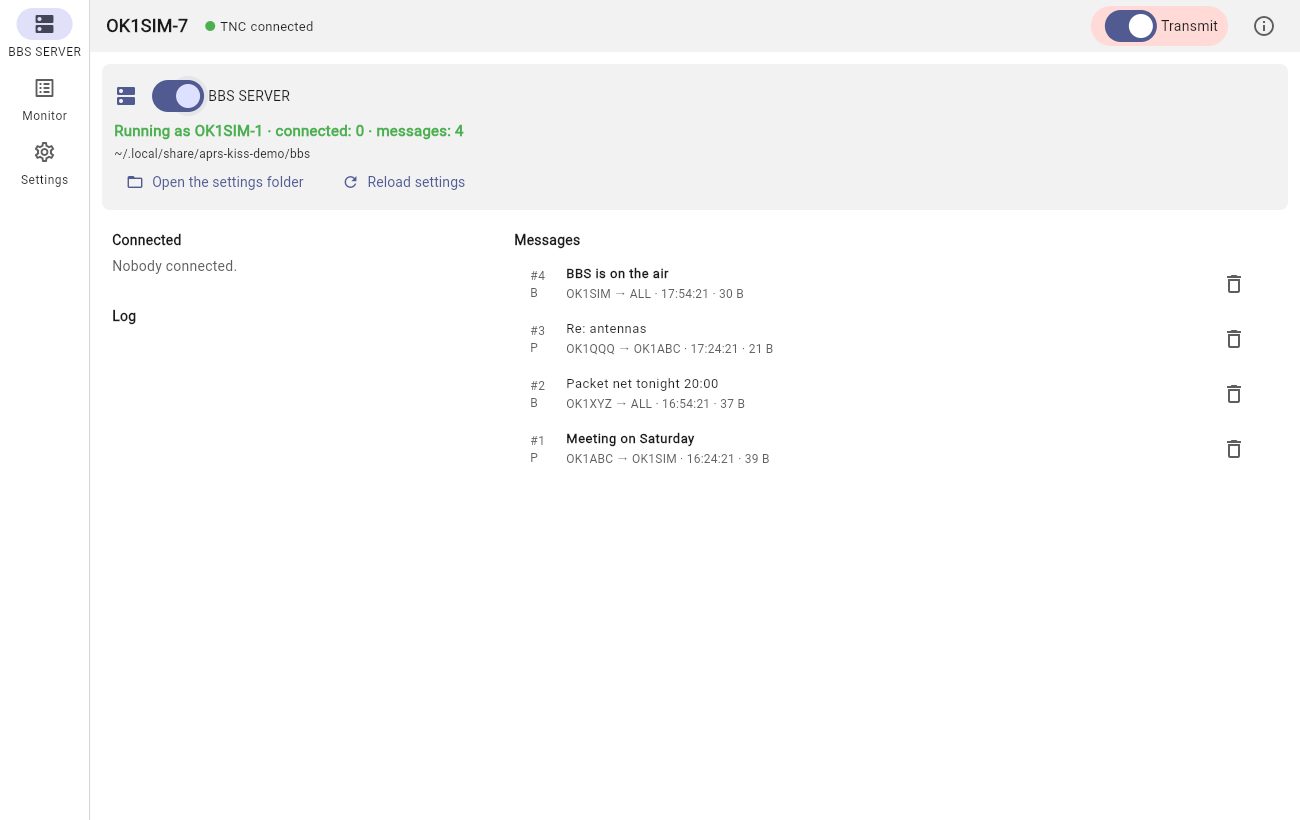 BBS SERVER
Monitor
Settings
OK1SIM-7
TNC connected
Transmit
BBS SERVER
Running as OK1SIM-1 · connected: 0 · messages: 4
~/.local/share/aprs-kiss-demo/bbs
Open the settings folder
Reload settings
Connected
Nobody connected.
Log
Messages
#4 BBS is on the air
B OK1SIM → ALL · 17:54:21 · 30 B
#3 Re: antennas
P OK1QQQ → OK1ABC · 17:24:21 · 21 B
#2 Packet net tonight 20:00
B OK1XYZ → ALL · 16:54:21 · 37 B
#1 Meeting on Saturday
P OK1ABC → OK1SIM · 16:24:21 · 39 B